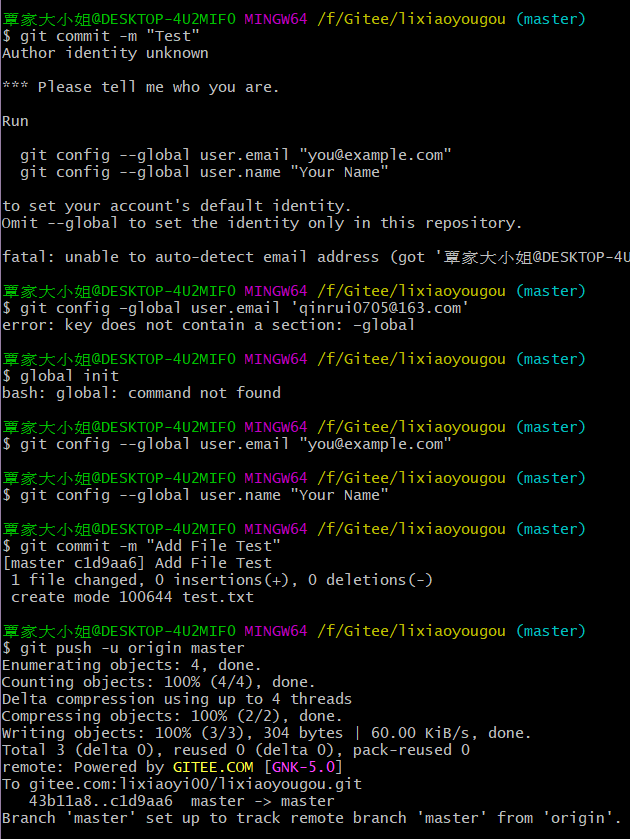 覃家大小姐@DESKTOP-4U2MIFO MINGW64 /f/Gitee/lixiaoyougou (master)
$ git commit -m "Test"
Author identity unknown
*** Please tell me who you are.
Run
git config --global user.email "you@example.com"
git config --global user.name "Your Name"
to set your account's default identity.
Omit --global to set the identity only in this repository.
fatal: unable to auto-detect email address (got '覃家大小姐@DESKTOP-4U
覃家大小姐@DESKTOP-4U2MIFO MINGW64 /f/Gitee/lixiaoyougou (master)
$ git config -global user.email 'qinrui0705@163.com'
error: key does not contain a section: -global
覃家大小姐@DESKTOP-4U2MIFO MINGW64 /f/Gitee/lixiaoyougou (master)
$ global init
bash: global: command not found
覃家大小姐@DESKTOP-4U2MIFO MINGW64 /f/Gitee/lixiaoyougou (master)
$ git config --global user.email "you@example.com"
覃家大小姐@DESKTOP-4U2MIFO MINGW64 /f/Gitee/lixiaoyougou (master)
$ git config --global user.name "Your Name"
覃家大小姐@DESKTOP-4U2MIFO MINGW64 /f/Gitee/lixiaoyougou (master)
$ git commit -m "Add File Test"
[master c1d9aa6] Add File Test
1 file changed, 0 insertions(+), 0 deletions(-)
create mode 100644 test.txt
覃家大小姐@DESKTOP-4U2MIFO MINGW64 /f/Gitee/lixiaoyougou (master)
$ git push -u origin master
Enumerating objects: 4, done.
Counting objects: 100% (4/4), done.
Delta compression using up to 4 threads
Compressing objects: 100% (2/2), done.
Writing objects: 100% (3/3), 304 bytes | 60.00 KiB/s, done.
Total 3 (delta 0), reused 0 (delta 0), pack-reused 0
remote: Powered by GITEE.COM [GNK-5.0]
To gitee.com:lixiaoyi00/lixiaoyougou.git
43b11a8..c1d9aa6 master -> master
Branch 'master' set up to track remote branch 'master' from 'origin'.